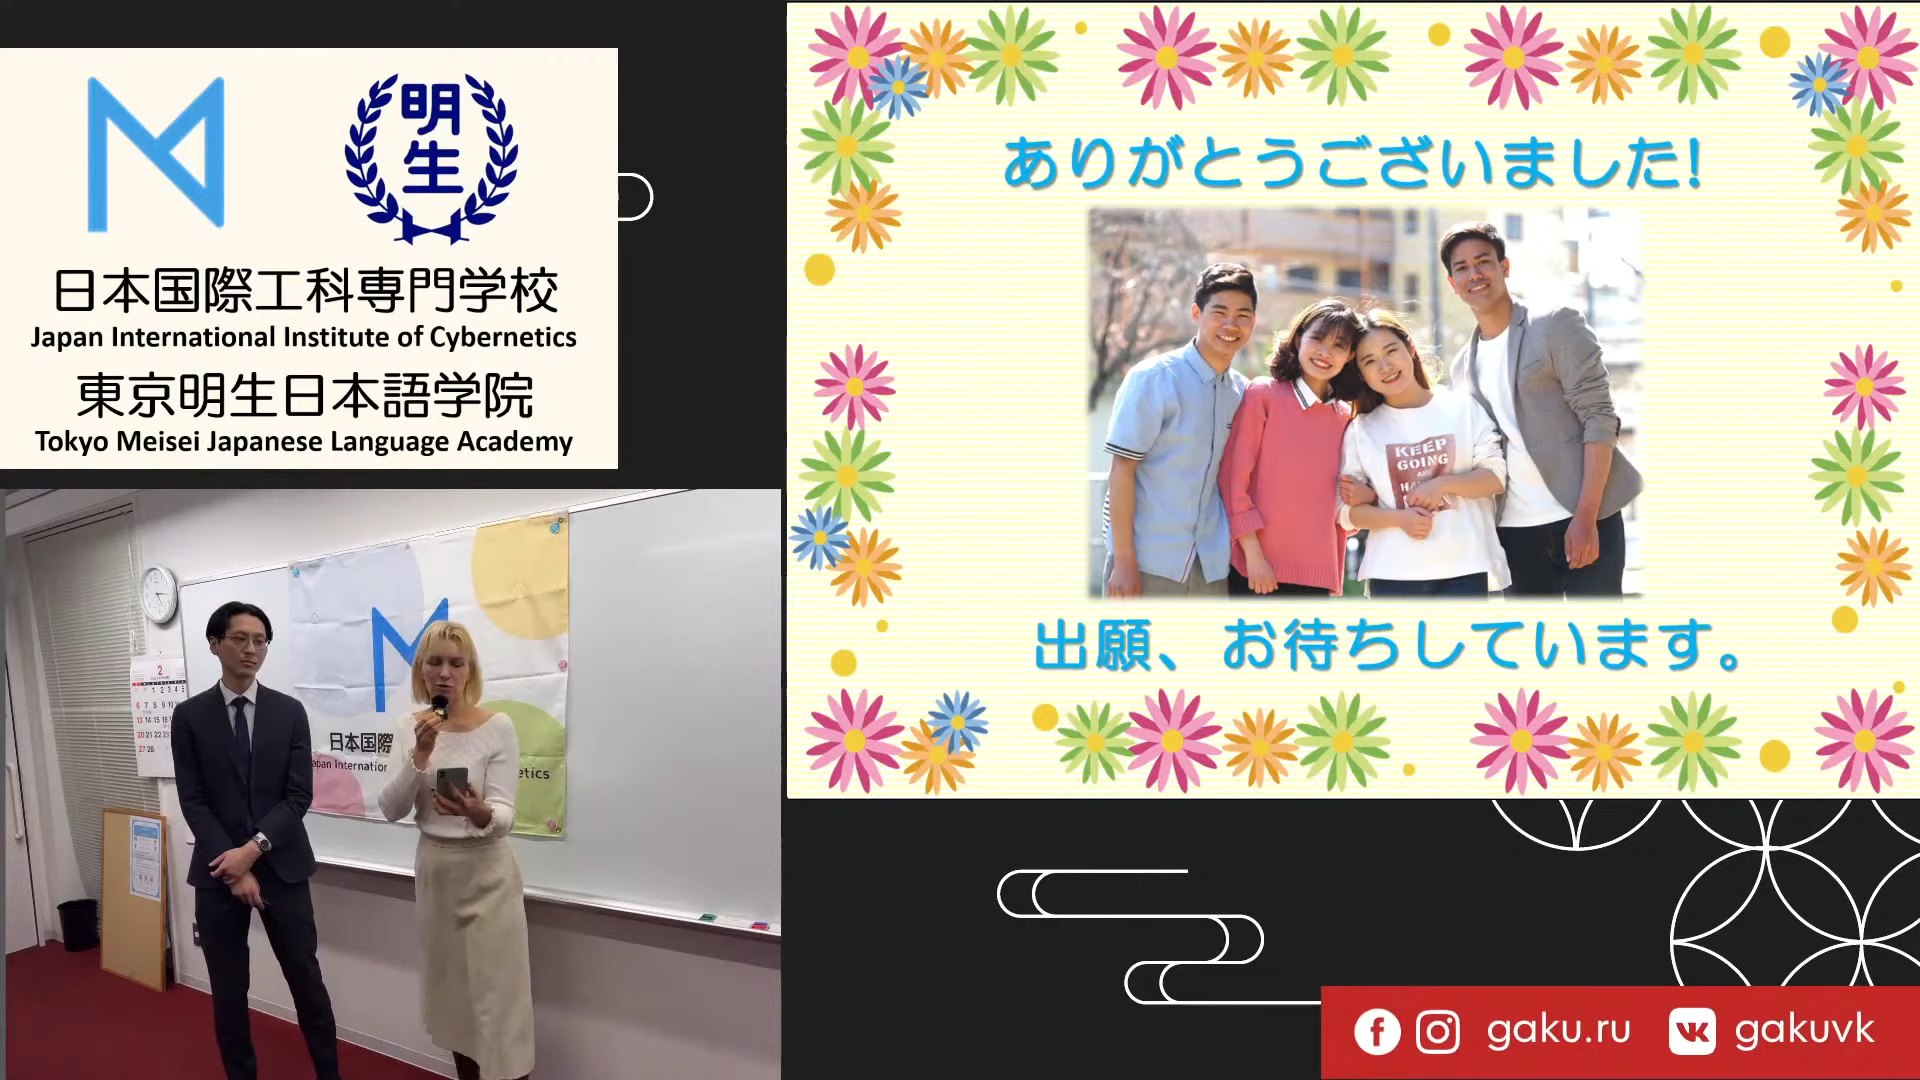 明
生
日本国際工科専門学校
Japan International Institute of Cybernetics
東京明生日本語学院
Tokyo Meisei Japanese Language Academy
ありがとうございました!
KEEP
GOING
AND
出願、お待ちしています。
2
日本国際
apan Internation
etics
gaku.ru
gakuvk